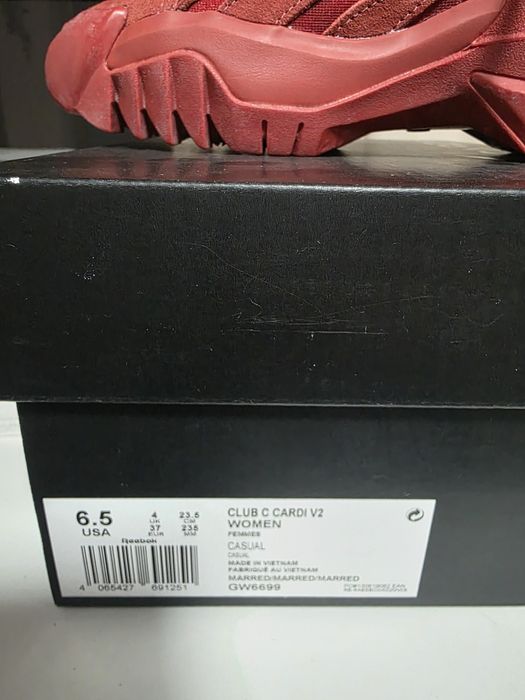 6.5
USA
4
UK
37
EUR
23.5
CM
235
MM
Reebok
4 065427 691251
CLUB C CARDI V2
WOMEN
FEMMES
CASUAL
CASUAL
MADE IN VIETNAM
FABRIQUÉ AU VIETNAM
MARRED/MARRED/MARRED
GW6699